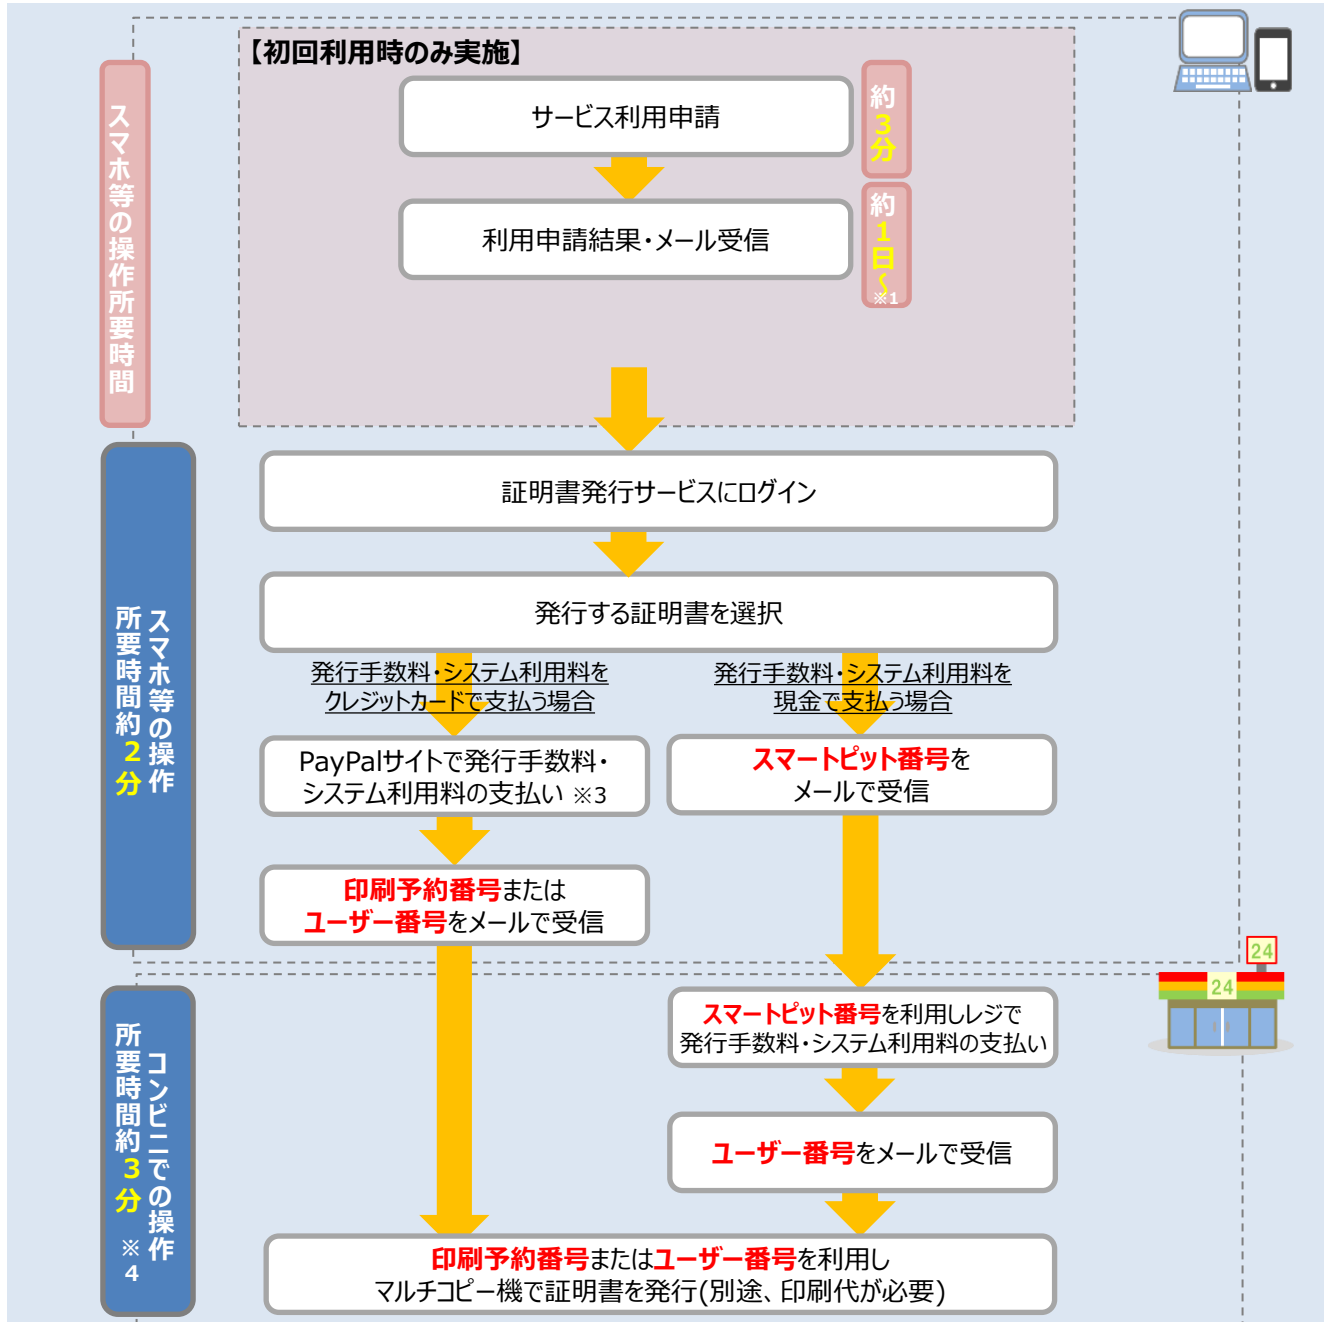 【初回利用時のみ実施】
サービス利用申請
約3分
利用申請結果・メール受信
約1日~
※1
スマホ等の操作所要時間
証明書発行サービスにログイン
発行する証明書を選択
スマホ等の操作
所要時間約2分
発行手数料・システム利用料を
クレジットカードで支払う場合
発行手数料・システム利用料を
現金で支払う場合
PayPalサイトで発行手数料・
システム利用料の支払い ※3
スマートピット番号を
メールで受信
印刷予約番号または
ユーザー番号をメールで受信
24
24
コンビニでの操作
所要時間約3分 ※4
スマートピット番号を利用しレジで
発行手数料・システム利用料の支払い
ユーザー番号をメールで受信
印刷予約番号またはユーザー番号を利用し
マルチコピー機で証明書を発行(別途、印刷代が必要)